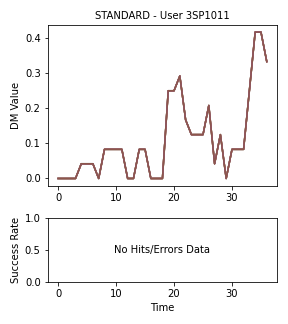 STANDARD - User 3SP1011
DM Value
0.4
0.3
0.2
0.1
0.0
0 10 20 30
Success Rate
1.0
0.5
0.0
No Hits/Errors Data
0 10 20 30
Time